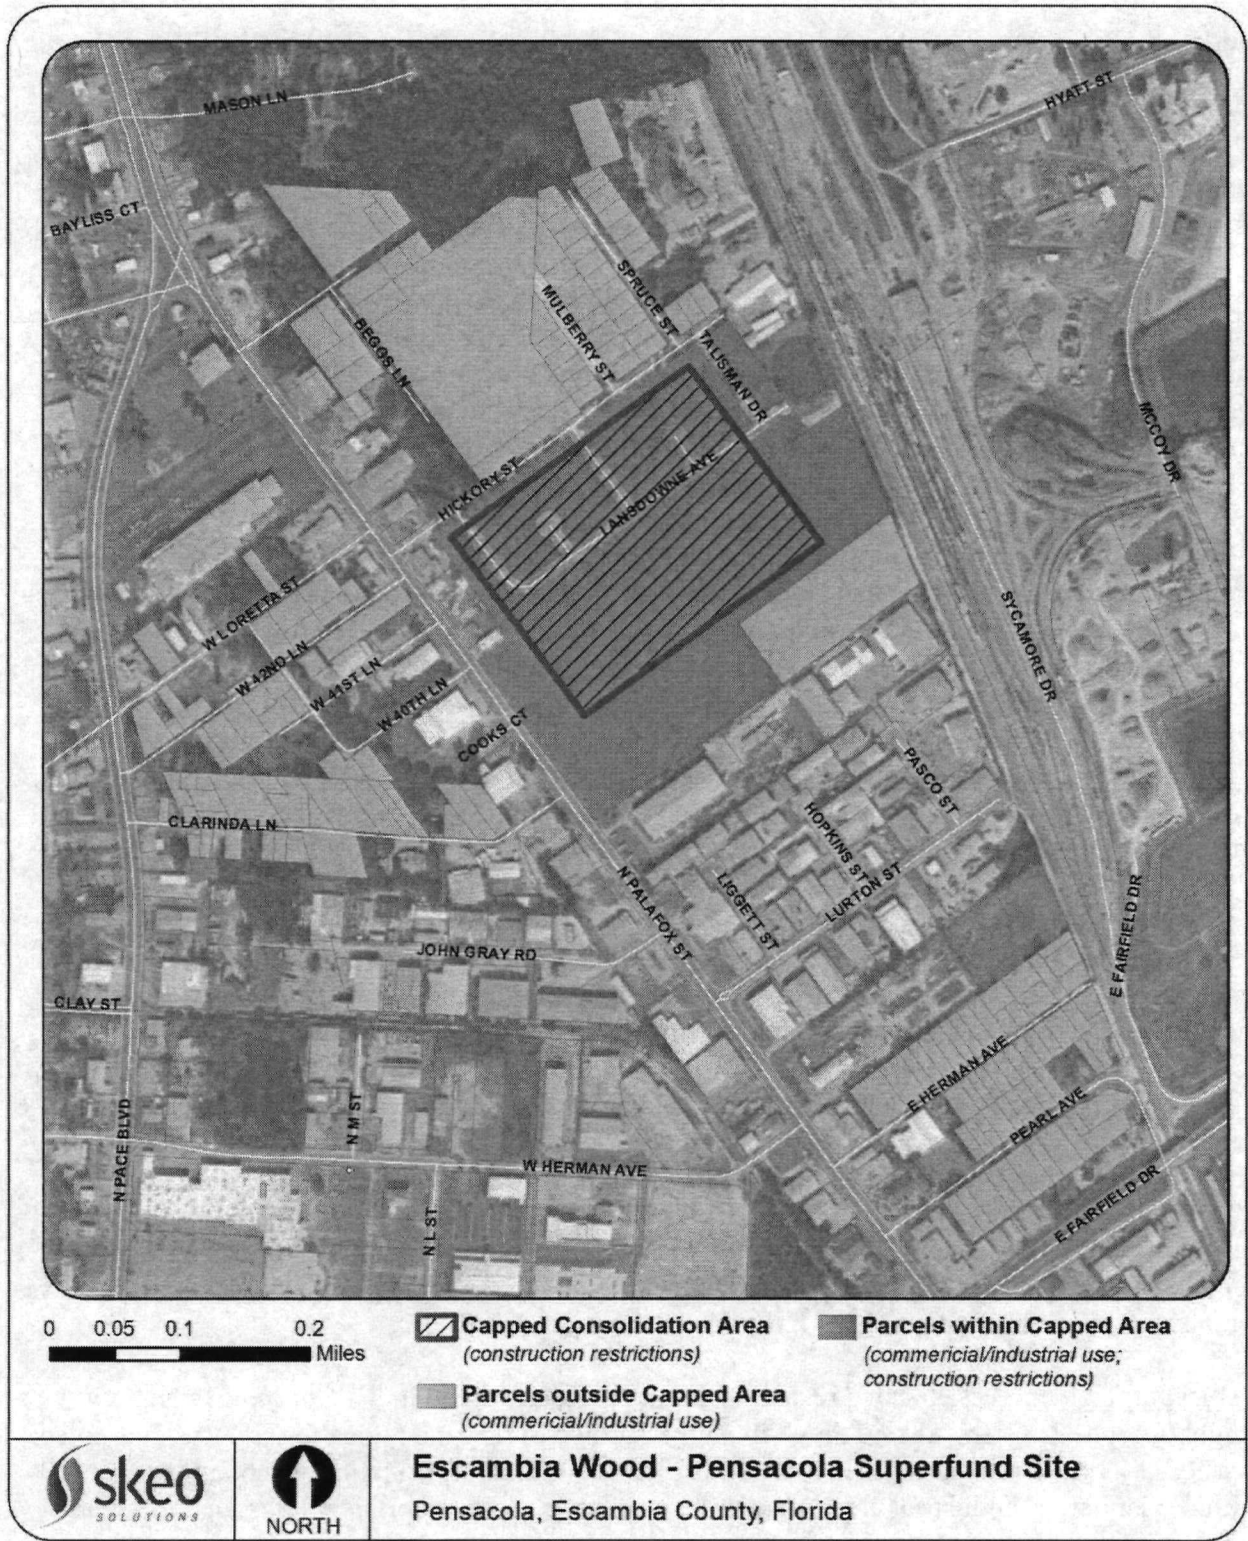 MASON LN
HYATT ST
BAYLISS CT
SPRUCE ST
MULBERRY ST
BEGGS LN
TALISMAN DR
MCCOY DR
HICKORY ST
LANSDOWNE AVE
W LORETTA ST
W 42ND LN
W 41ST LN
W 40TH LN
COOKS CT
SYCAMORE DR
PASCO ST
HOPKINS ST
LIGGETT ST
LURTON ST
CLARINDA LN
N PALAFOX ST
JOHN GRAY RD
CLAY ST
E FAIRFIELD DR
E HERMAN AVE
PEARL AVE
N PACE BLVD
N M ST
W HERMAN AVE
N L ST
E FAIRFIELD DR
0 0.05 0.1 0.2
Miles
Capped Consolidation Area
(construction restrictions)
Parcels outside Capped Area
(commericial/industrial use)
Parcels within Capped Area
(commericial/industrial use;
construction restrictions)
skeo
SOLUTIONS
NORTH
Escambia Wood - Pensacola Superfund Site
Pensacola, Escambia County, Florida